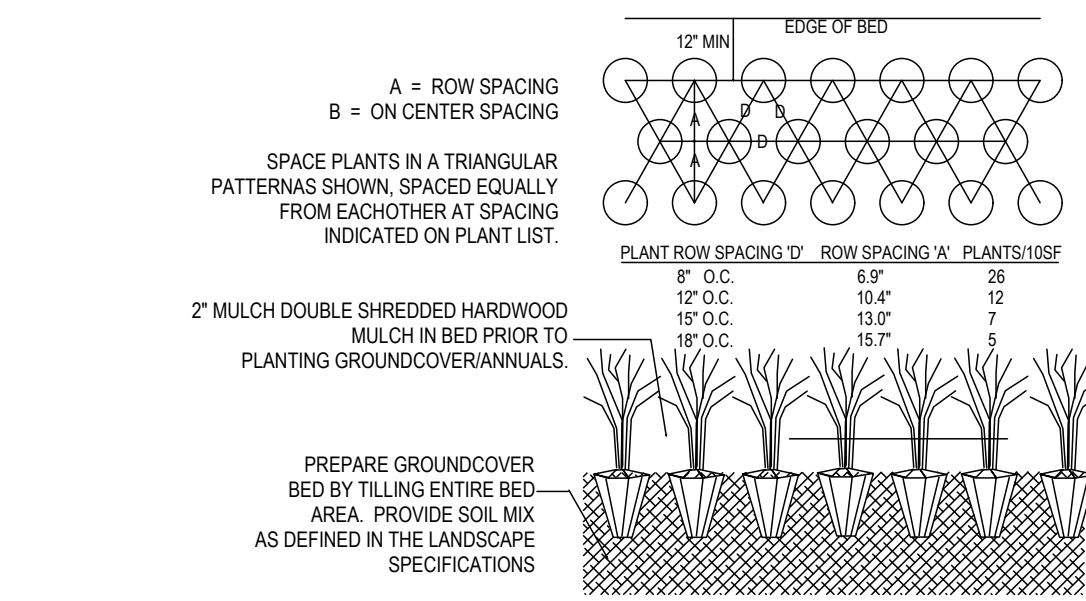 EDGE OF BED
12" MIN
A = ROW SPACING
B = ON CENTER SPACING
D D
A
D
A
SPACE PLANTS IN A TRIANGULAR
PATTERNAS SHOWN, SPACED EQUALLY
FROM EACHOTHER AT SPACING
INDICATED ON PLANT LIST.
PLANT ROW SPACING 'D' ROW SPACING 'A' PLANTS/10SF
8" O.C. 6.9" 26
12" O.C. 10.4" 12
15" O.C. 13.0" 7
18" O.C. 15.7" 5
2" MULCH DOUBLE SHREDDED HARDWOOD
MULCH IN BED PRIOR TO
PLANTING GROUNDCOVER/ANNUALS.
PREPARE GROUNDCOVER
BED BY TILLING ENTIRE BED
AREA. PROVIDE SOIL MIX
AS DEFINED IN THE LANDSCAPE
SPECIFICATIONS